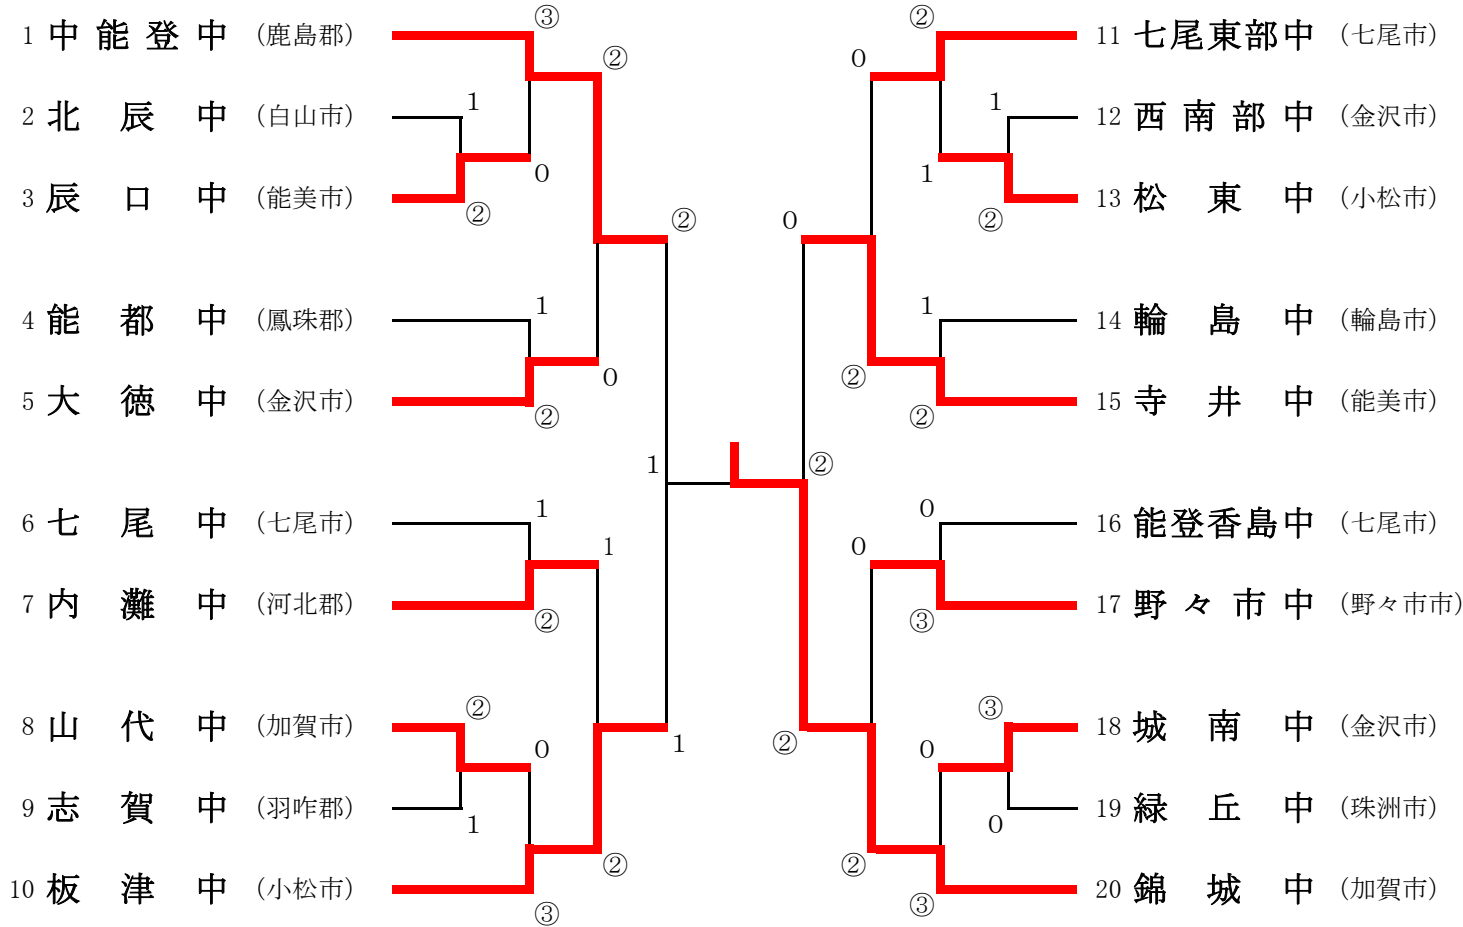 1 中能登中 （鹿島郡）
2 北辰中 （白山市）
3 辰口中 （能美市）
4 能都中 （鳳珠郡）
5 大徳中 （金沢市）
6 七尾中 （七尾市）
7 内灘中 （河北郡）
8 山代中 （加賀市）
9 志賀中 （羽咋郡）
10 板津中 （小松市）
③
②
1
0
②
②
1
0
②
1
1
1
②
②
0
1
1
②
③
0
②
②
0
1
1
②
0
1
②
②
0
0
③
②
③
0
0
②
③
11 七尾東部中 （七尾市）
12 西南部中 （金沢市）
13 松東中 （小松市）
14 輪島中 （輪島市）
15 寺井中 （能美市）
16 能登香島中 （七尾市）
17 野々市中 （野々市市）
18 城南中 （金沢市）
19 緑丘中 （珠洲市）
20 錦城中 （加賀市）